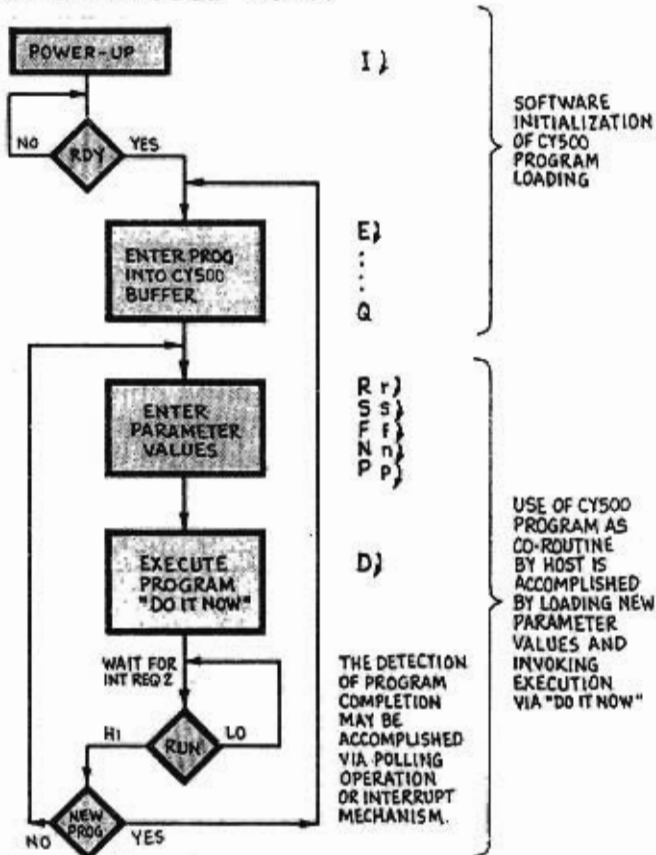 POWER-UP
I⤸
NO
RDY
YES
SOFTWARE
INITIALIZATION
OF CY500
PROGRAM
LOADING
ENTER PROG
INTO CY500
BUFFER
E⤸
Q
ENTER
PARAMETER
VALUES
R r⤸
S s⤸
F f⤸
N n⤸
P p⤸
EXECUTE
PROGRAM
"DO IT NOW"
D⤸
USE OF CY500
PROGRAM AS
CO-ROUTINE
BY HOST IS
ACCOMPLISHED
BY LOADING NEW
PARAMETER
VALUES AND
INVOKING
EXECUTION
VIA "DO IT NOW"
WAIT FOR
INT REQ 2
HI
RUN
LO
THE DETECTION
OF PROGRAM
COMPLETION
MAY BE
ACCOMPLISHED
VIA POLLING
OPERATION
OR INTERRUPT
MECHANISM.
NEW
PROG
NO
YES